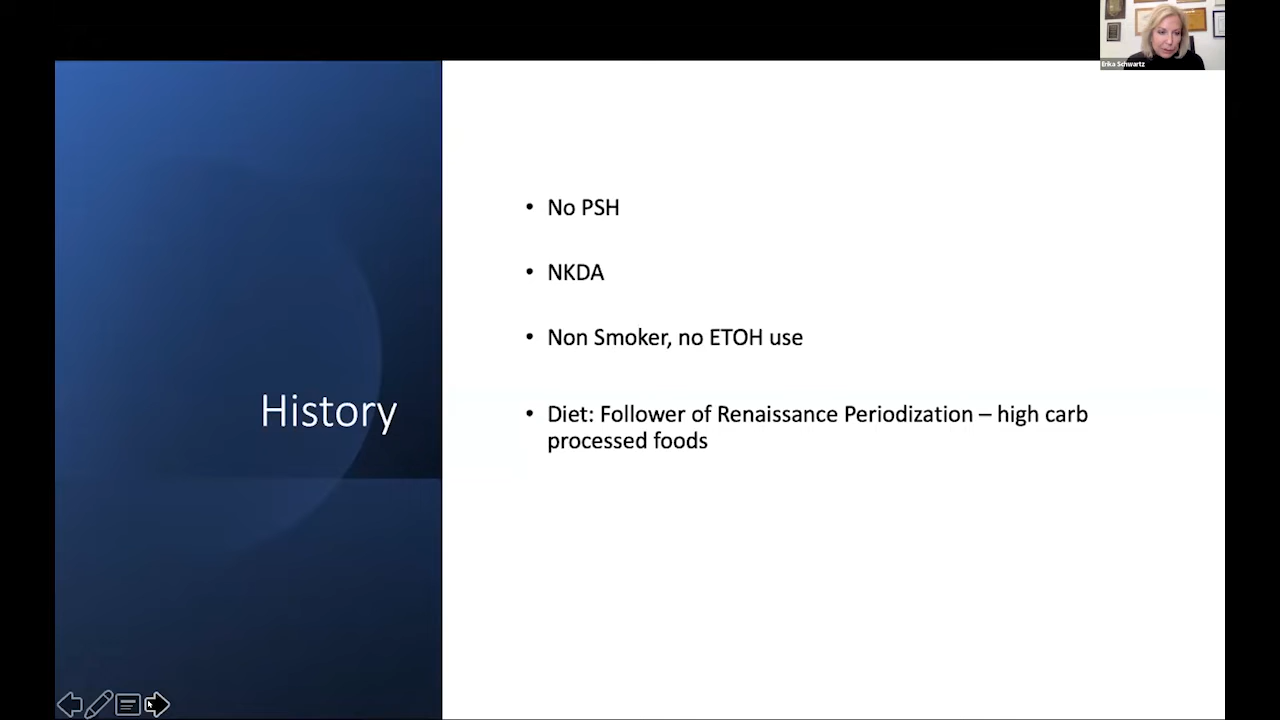 Erika Schwartz
History
• No PSH
• NKDA
• Non Smoker, no ETOH use
• Diet: Follower of Renaissance Periodization – high carb
processed foods